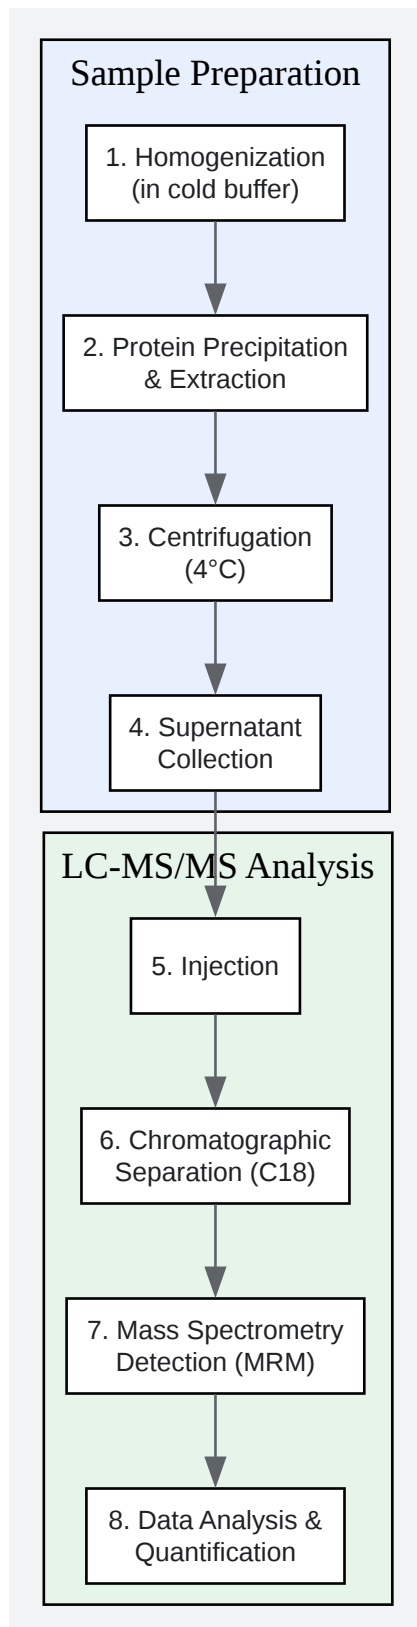 Sample Preparation
1. Homogenization
(in cold buffer)
2. Protein Precipitation
& Extraction
3. Centrifugation
(4°C)
4. Supernatant
Collection
LC-MS/MS Analysis
5. Injection
6. Chromatographic
Separation (C18)
7. Mass Spectrometry
Detection (MRM)
8. Data Analysis &
Quantification